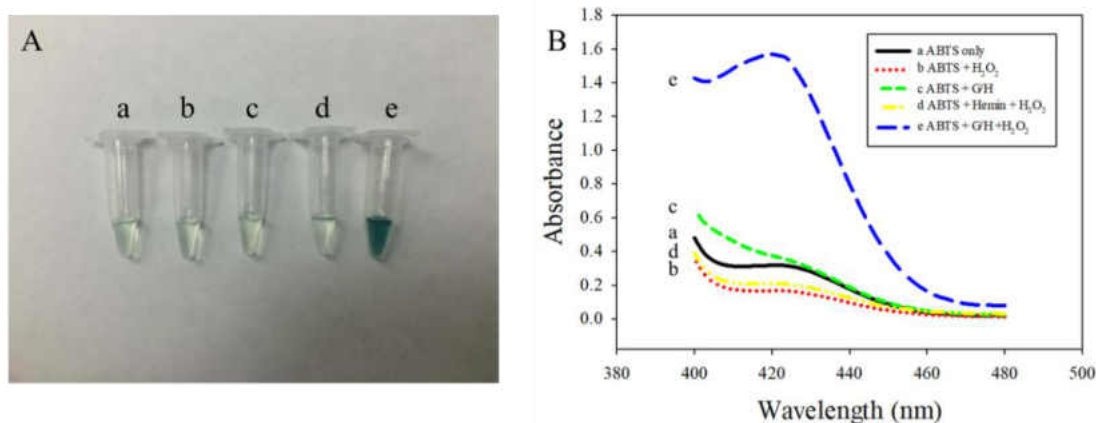 A
a b c d e
B
Absorbance
1.8
1.6
1.4
1.2
1.0
0.8
0.6
0.4
0.2
0.0
e
c
a
d
b
a ABTS only
b ABTS + H₂O₂
c ABTS + G/H
d ABTS + Hemin + H₂O₂
e ABTS + G/H +H₂O₂
380 400 420 440 460 480 500
Wavelength (nm)